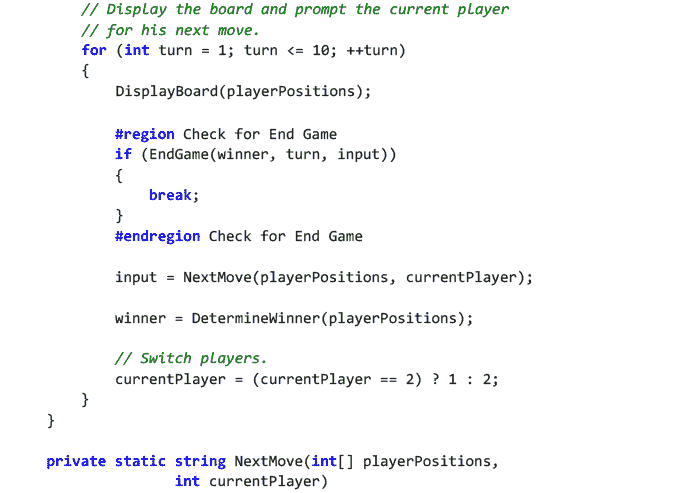 // Display the board and prompt the current player
// for his next move.
for (int turn = 1; turn <= 10; ++turn)
{
DisplayBoard(playerPositions);
#region Check for End Game
if (EndGame(winner, turn, input))
{
break;
}
#endregion Check for End Game
input = NextMove(playerPositions, currentPlayer);
winner = DetermineWinner(playerPositions);
// Switch players.
currentPlayer = (currentPlayer == 2) ? 1 : 2;
}
}
private static string NextMove(int[] playerPositions,
int currentPlayer)